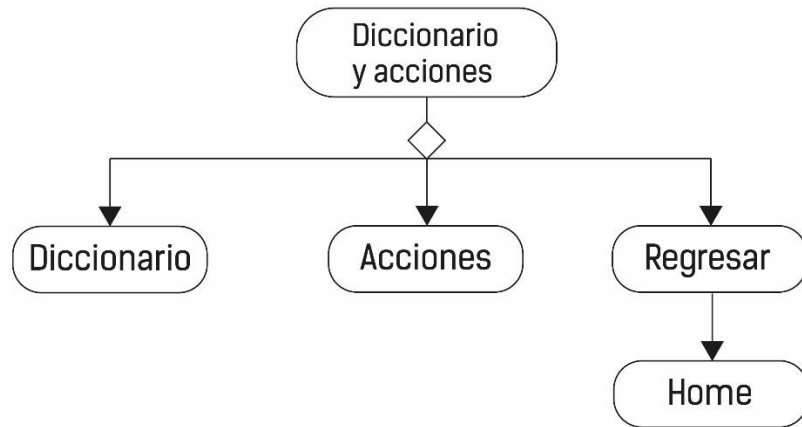 Diccionario
y acciones
Diccionario
Acciones
Regresar
Home